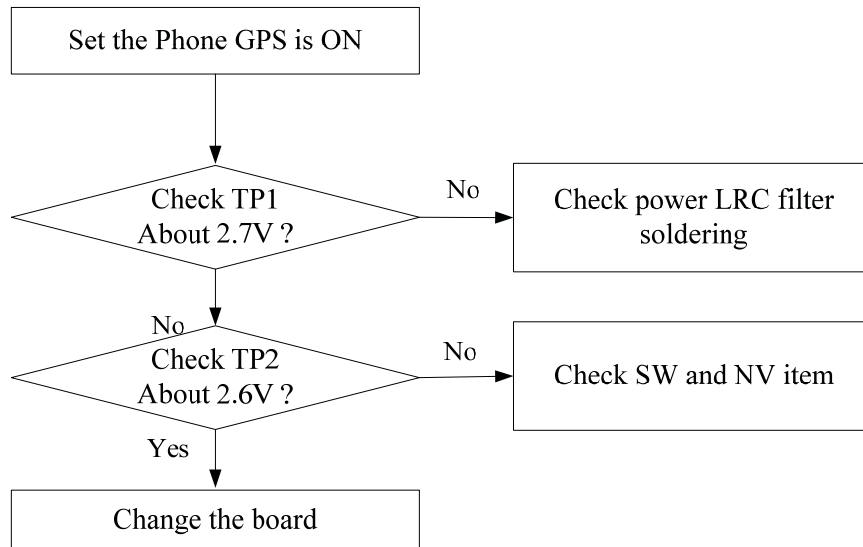 Set the Phone GPS is ON
Check TP1
About 2.7V ?
No
Check power LRC filter
soldering
No
Check TP2
About 2.6V ?
No
Check SW and NV item
Yes
Change the board